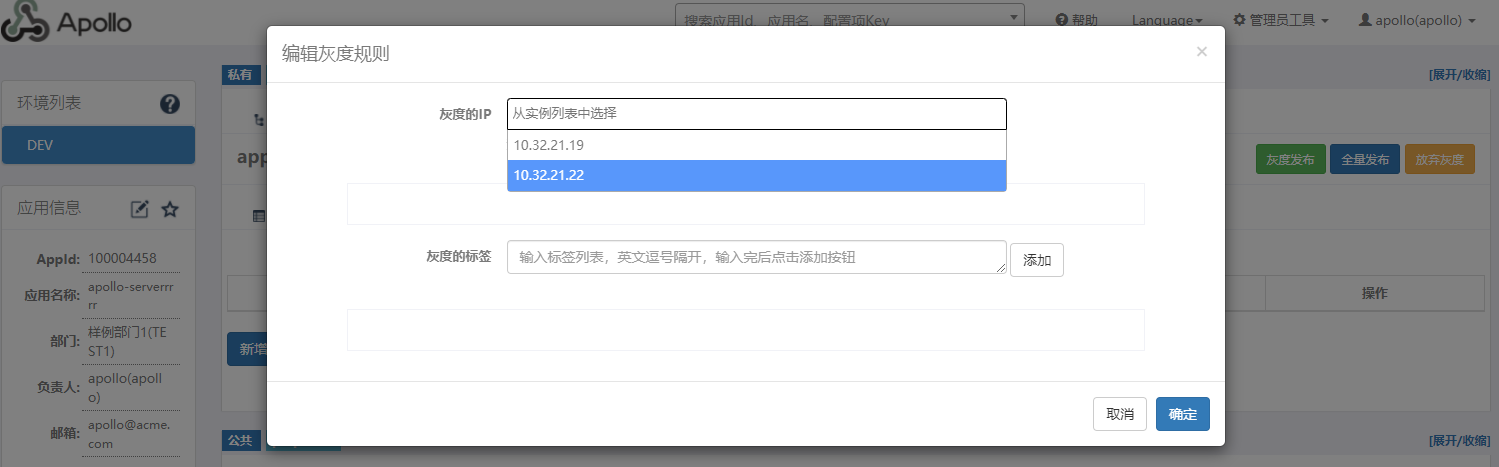 Apollo
搜索应用Id、应用名、配置项Key
帮助
Language
管理员工具
apollo(apollo)
编辑灰度规则
×
私有
[展开/收缩]
环境列表
DEV
灰度的IP
从实例列表中选择
10.32.21.19
10.32.21.22
app
灰度发布
全量发布
放弃灰度
应用信息
灰度的标签
输入标签列表，英文逗号隔开，输入完后点击添加按钮
添加
AppId: 100004458
应用名称: apollo-serverrr
rr
操作
部门: 样例部门1(TE
ST1)
新增
负责人: apollo(apoll
o)
取消
确定
邮箱: apollo@acme.
com
公共
[展开/收缩]